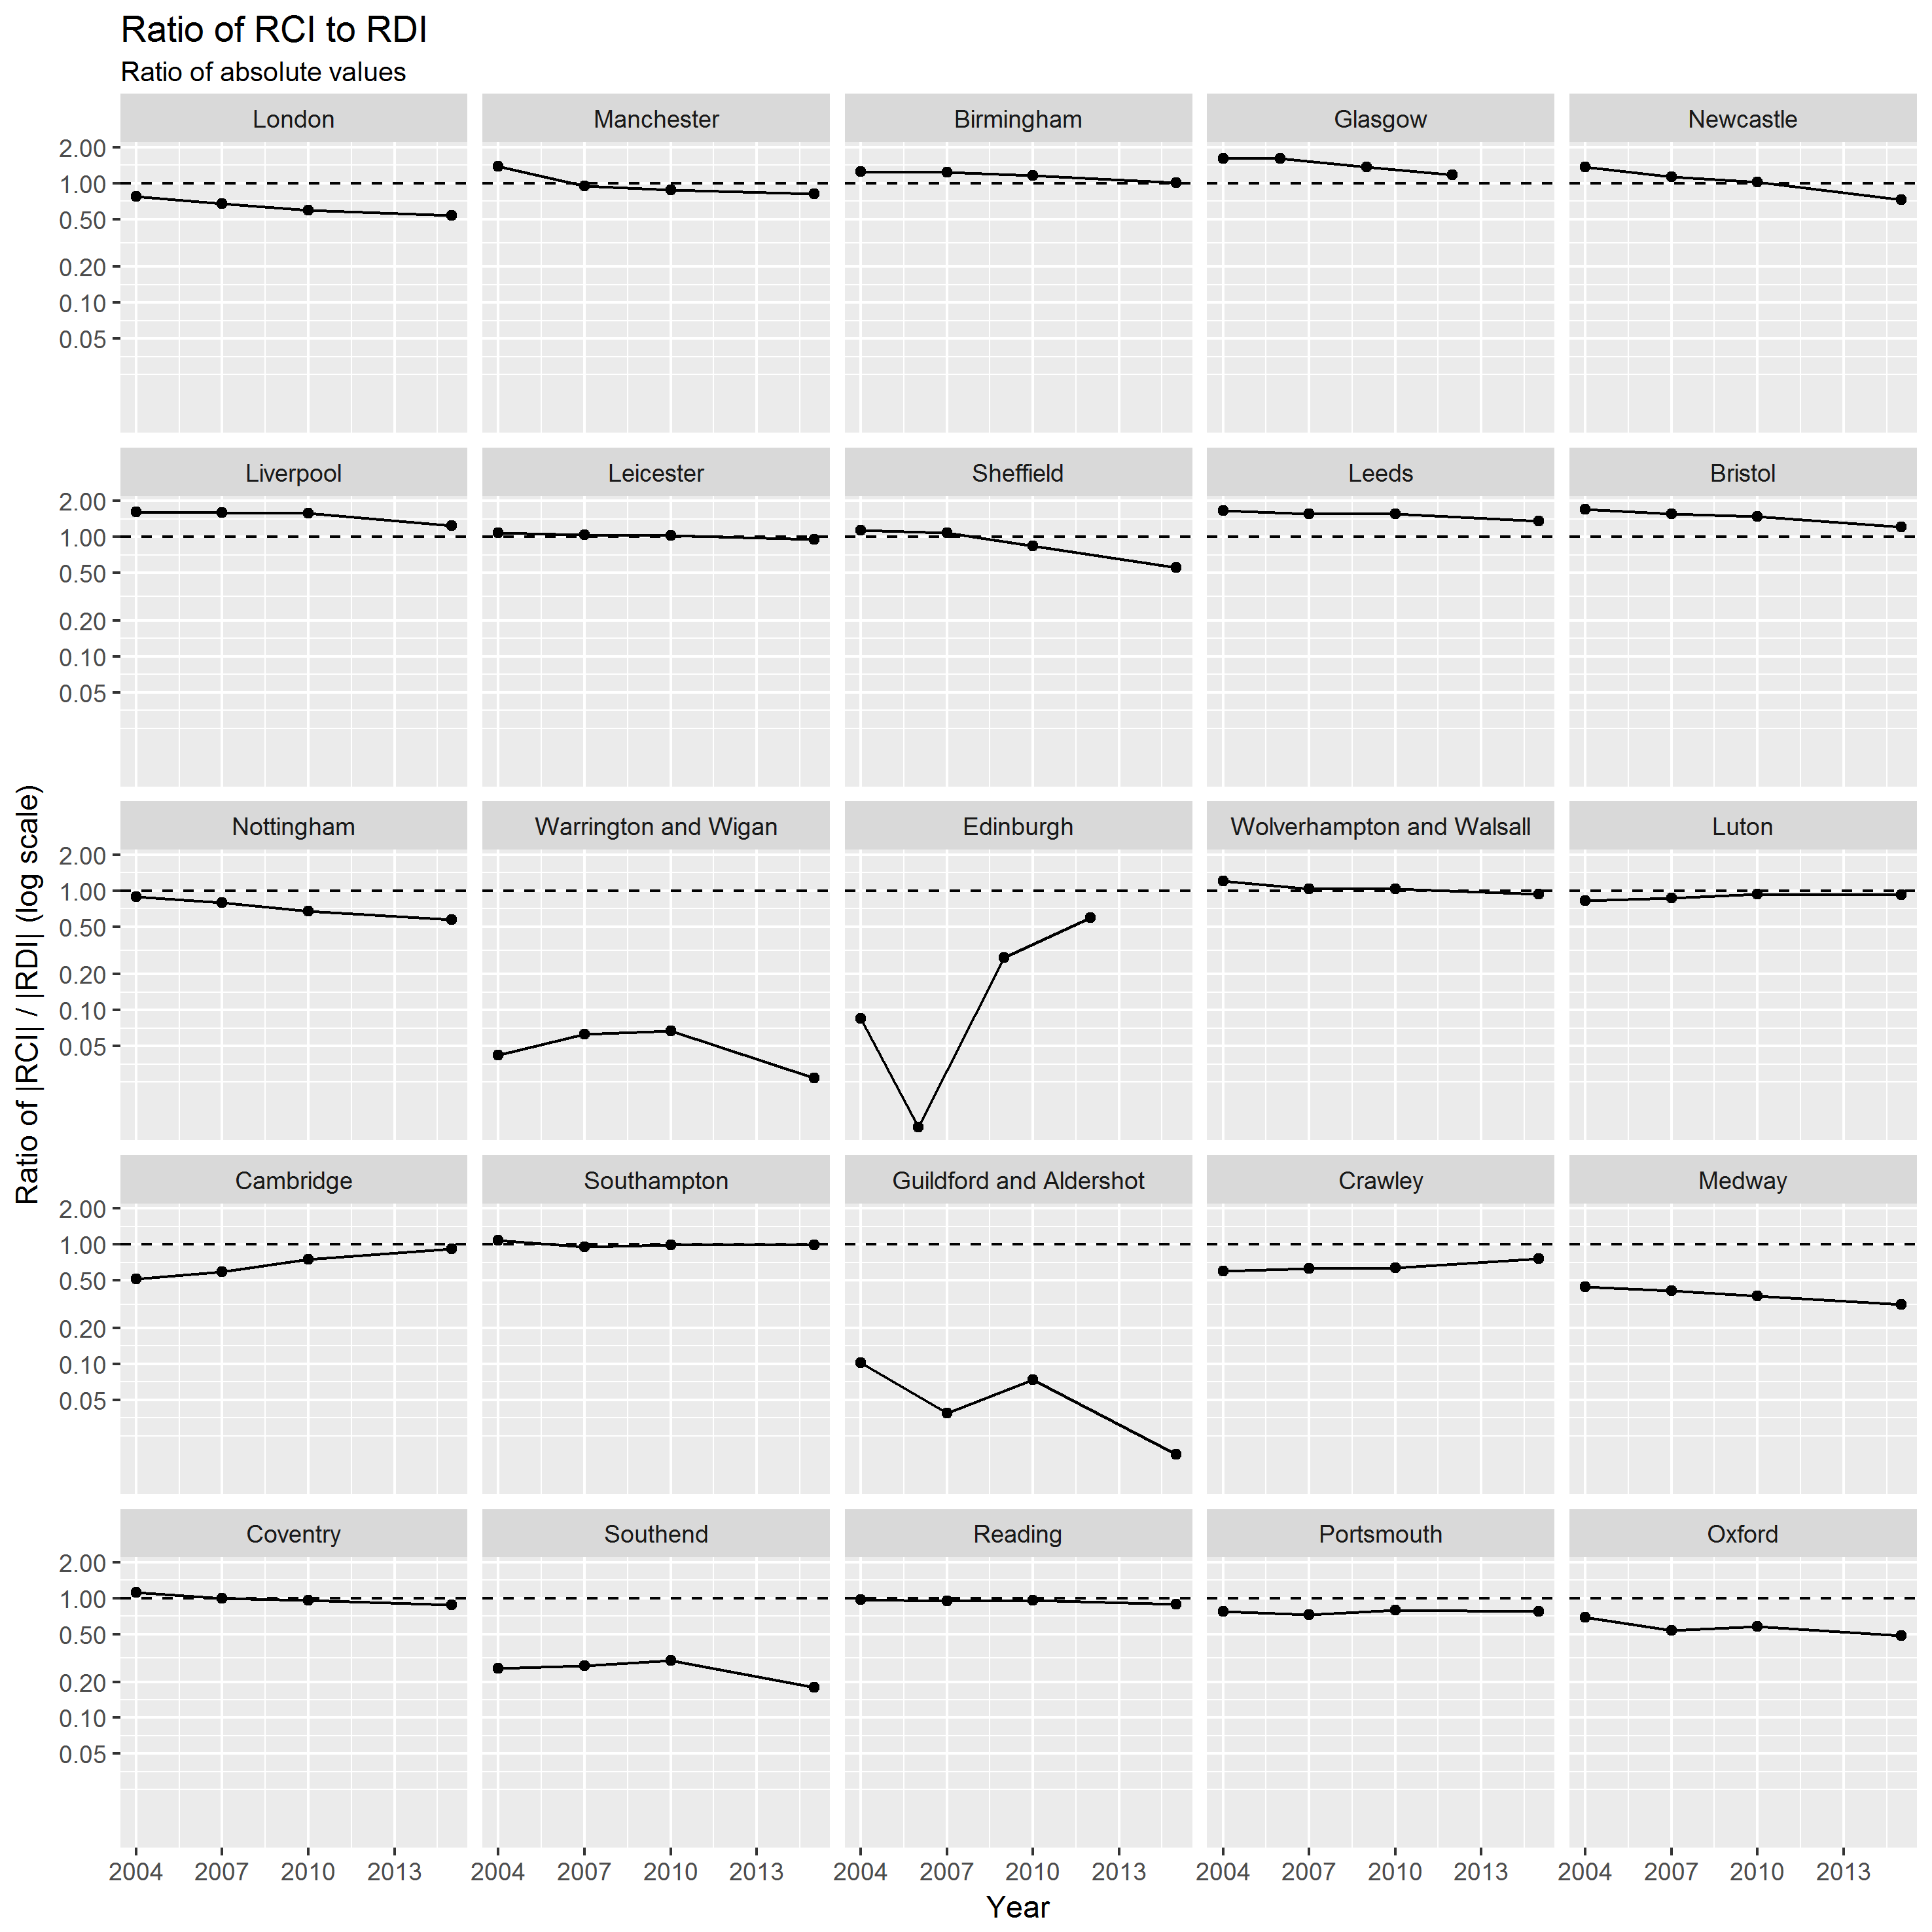 Ratio of RCI to RDI
Ratio of absolute values
London
Manchester
Birmingham
Glasgow
Newcastle
2.00
1.00
0.50
0.20
0.10
0.05
Liverpool
Leicester
Sheffield
Leeds
Bristol
2.00
1.00
0.50
0.20
0.10
0.05
Nottingham
Warrington and Wigan
Edinburgh
Wolverhampton and Walsall
Luton
2.00
1.00
0.50
0.20
0.10
0.05
Cambridge
Southampton
Guildford and Aldershot
Crawley
Medway
2.00
1.00
0.50
0.20
0.10
0.05
Coventry
Southend
Reading
Portsmouth
Oxford
2.00
1.00
0.50
0.20
0.10
0.05
2004 2007 2010 2013
2004 2007 2010 2013
2004 2007 2010 2013
2004 2007 2010 2013
2004 2007 2010 2013
Year
Ratio of |RCI| / |RDI| (log scale)